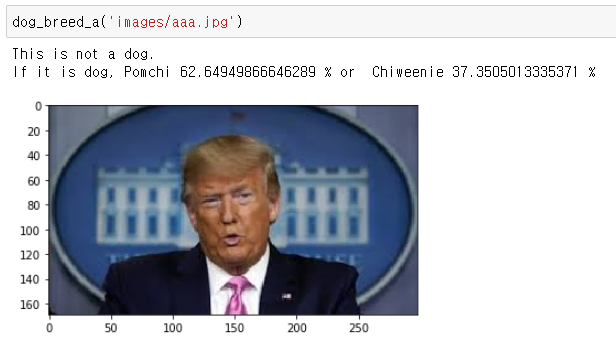 dog_breed_a('images/aaa.jpg')
This is not a dog.
If it is dog, Pomchi 62.64949866646289 % or  Chiweenie 37.3505013335371 %
0
20
40
60
80
100
120
140
160
0 50 100 150 200 250